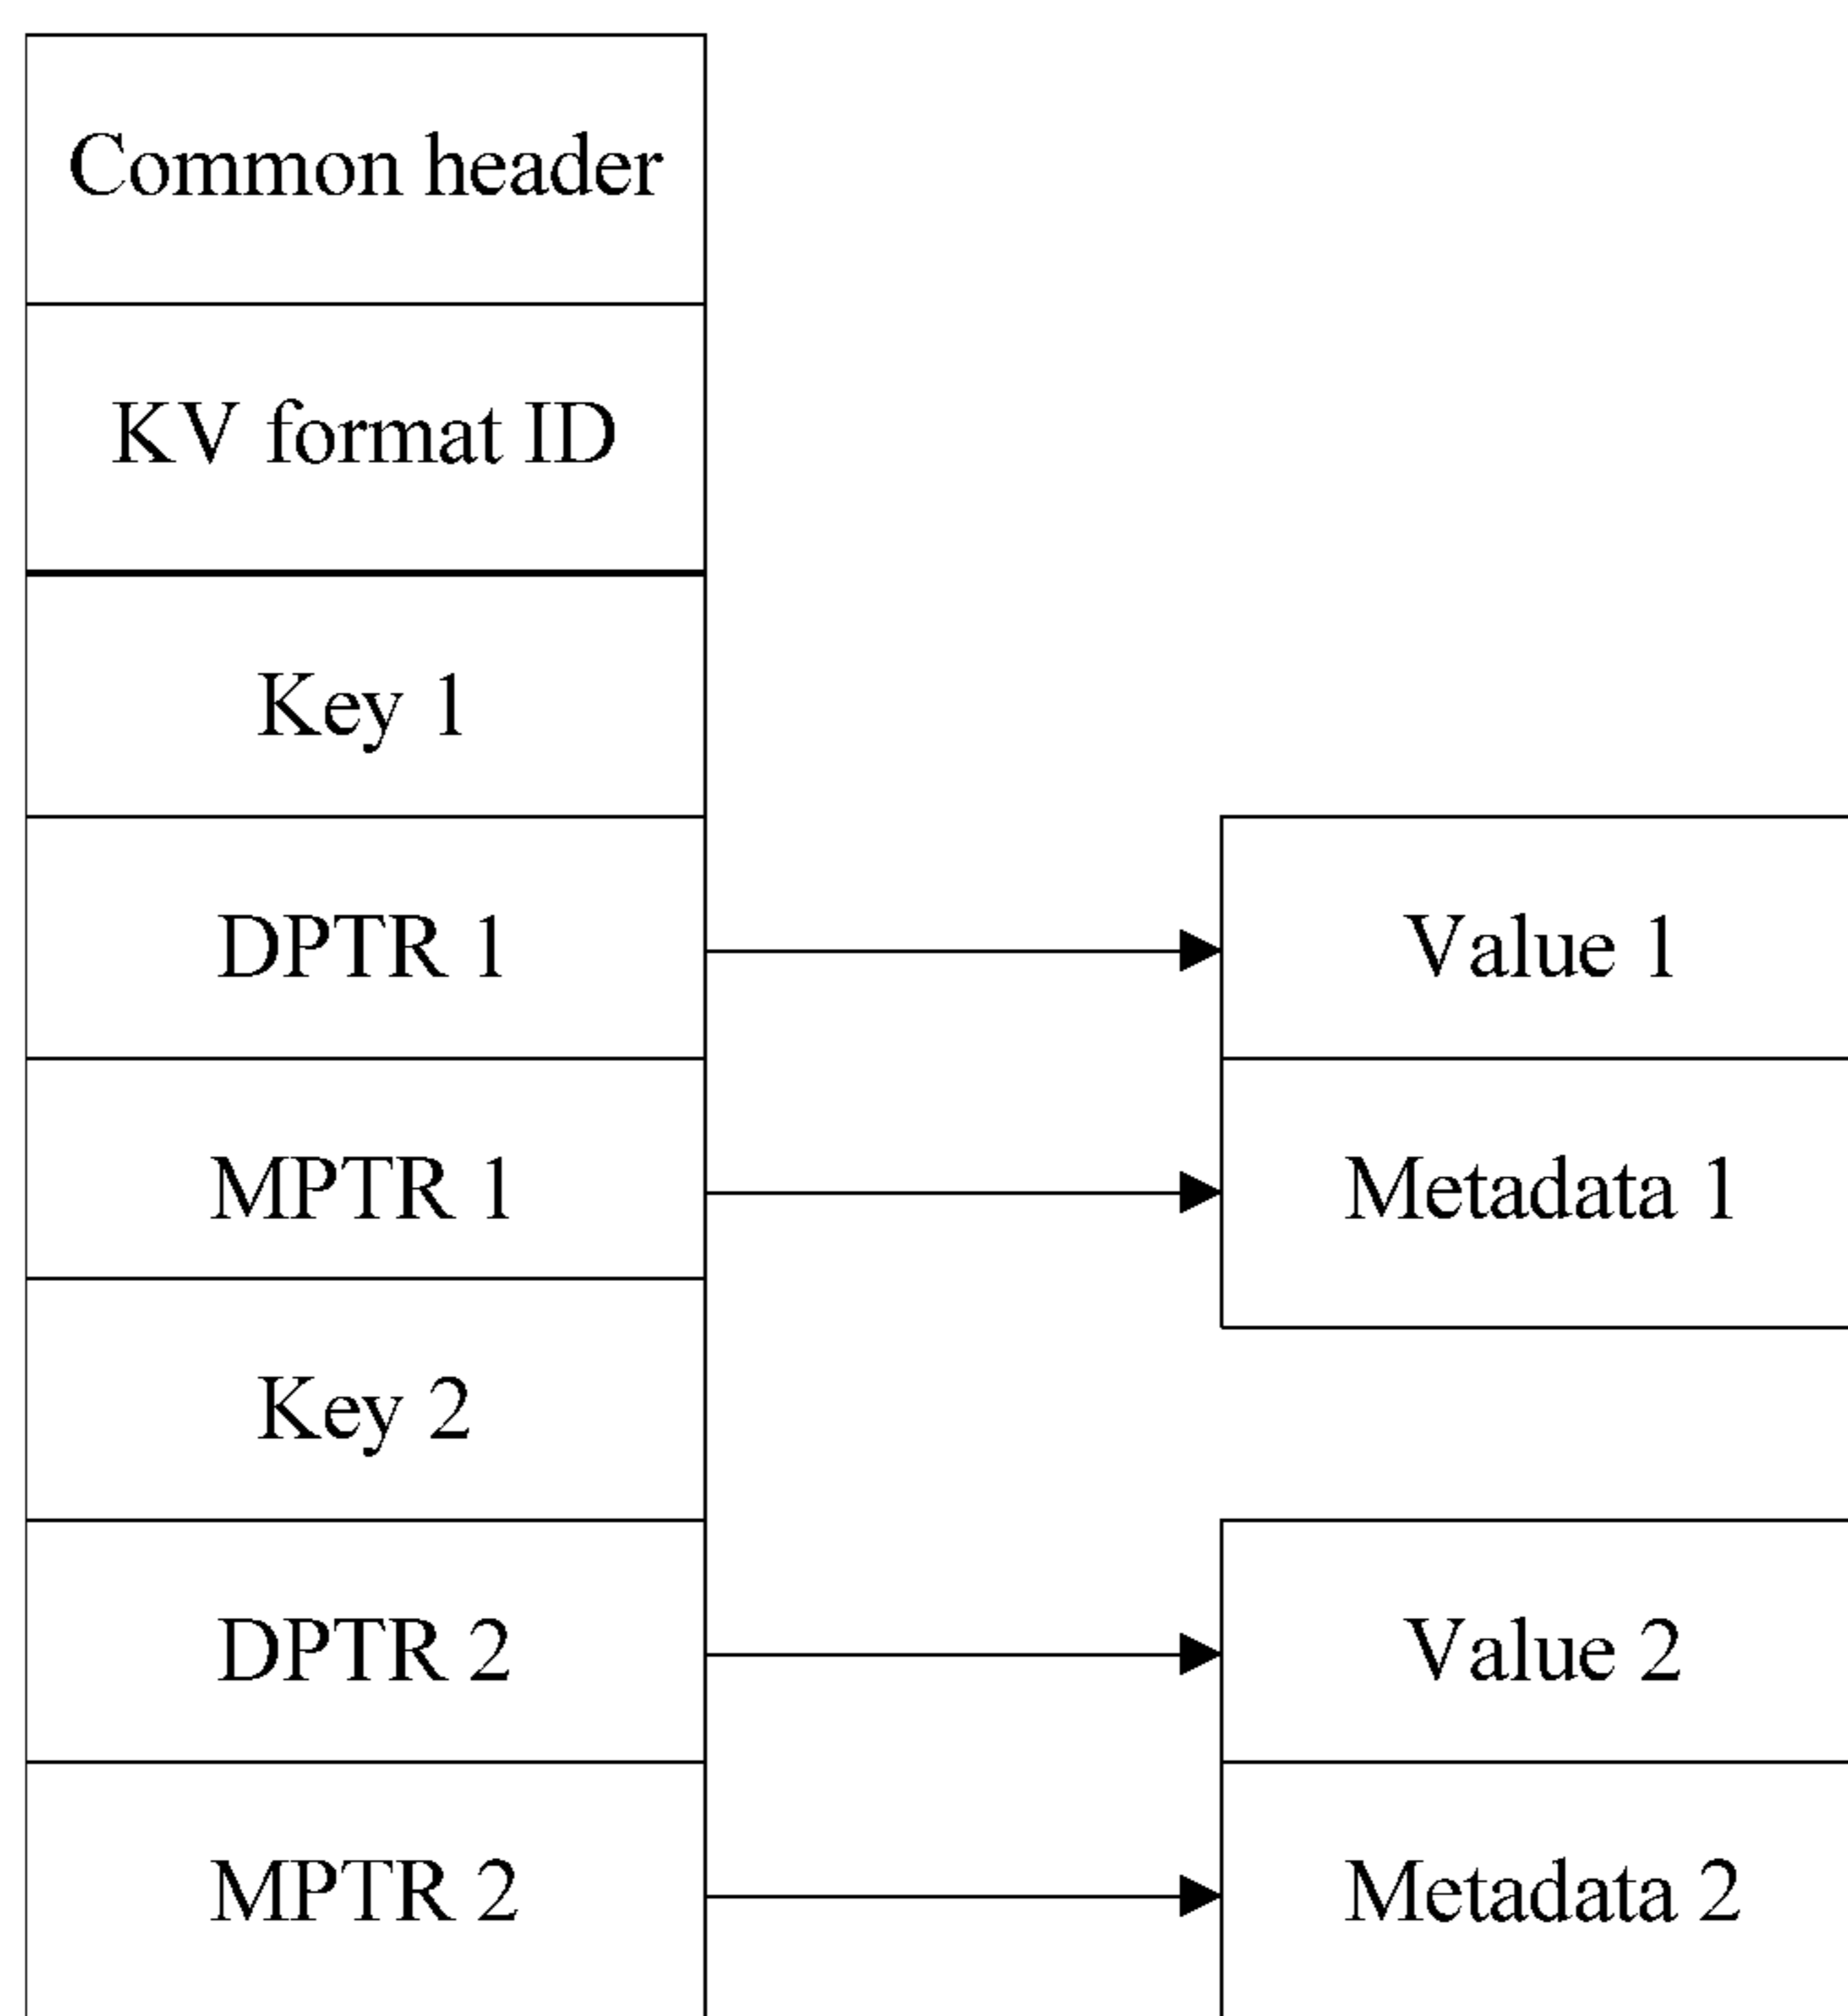 Common header
KV format ID
Key 1
DPTR 1
Value 1
MPTR 1
Metadata 1
Key 2
DPTR 2
Value 2
MPTR 2
Metadata 2